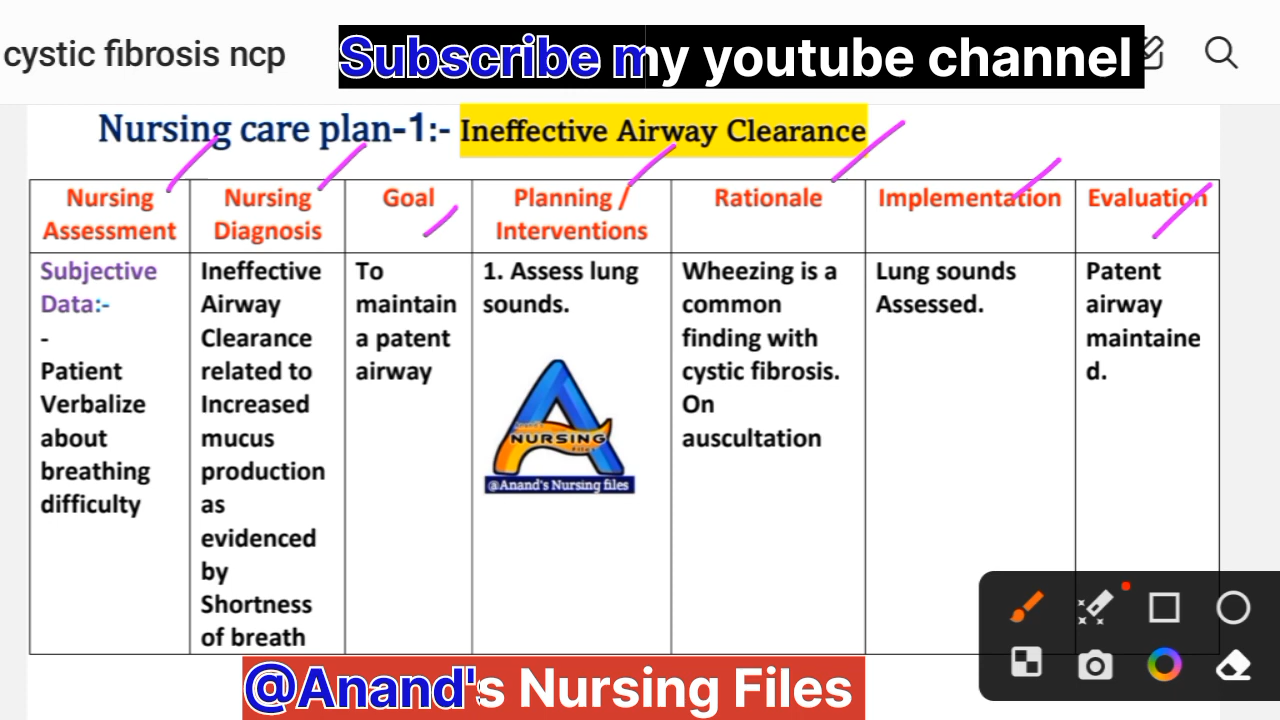 cystic fibrosis ncp
Subscribe my youtube channel
Nursing care plan-1:- Ineffective Airway Clearance
Nursing
Assessment
Nursing
Diagnosis
Goal
Planning /
Interventions
Rationale
Implementation
Evaluation
Subjective
Data:-
-
Patient
Verbalize
about
breathing
difficulty
Ineffective
Airway
Clearance
related to
Increased
mucus
production
as
evidenced
by
Shortness
of breath
To
maintain
a patent
airway
1. Assess lung
sounds.
NURSING
Files
@Anand's Nursing files
Wheezing is a
common
finding with
cystic fibrosis.
On
auscultation
Lung sounds
Assessed.
Patent
airway
maintaine
d.
@Anand's Nursing Files